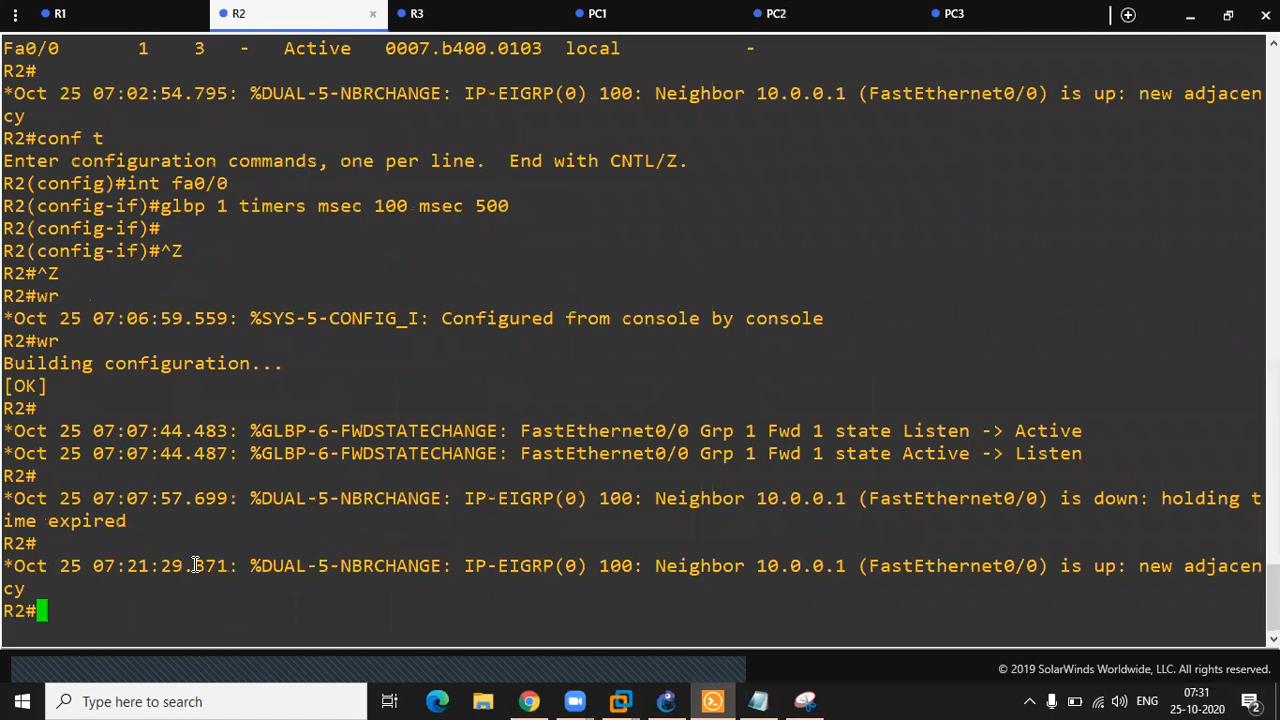 R1 R2 × R3 PC1 PC2 PC3
Fa0/0 1 3 - Active 0007.b400.0103 local -
R2#
*Oct 25 07:02:54.795: %DUAL-5-NBRCHANGE: IP-EIGRP(0) 100: Neighbor 10.0.0.1 (FastEthernet0/0) is up: new adjacen
cy
R2#conf t
Enter configuration commands, one per line. End with CNTL/Z.
R2(config)#int fa0/0
R2(config-if)#glbp 1 timers msec 100 msec 500
R2(config-if)#
R2(config-if)#^Z
R2#^Z
R2#wr
*Oct 25 07:06:59.559: %SYS-5-CONFIG_I: Configured from console by console
R2#wr
Building configuration...
[OK]
R2#
*Oct 25 07:07:44.483: %GLBP-6-FWDSTATECHANGE: FastEthernet0/0 Grp 1 Fwd 1 state Listen -> Active
*Oct 25 07:07:44.487: %GLBP-6-FWDSTATECHANGE: FastEthernet0/0 Grp 1 Fwd 1 state Active -> Listen
R2#
*Oct 25 07:07:57.699: %DUAL-5-NBRCHANGE: IP-EIGRP(0) 100: Neighbor 10.0.0.1 (FastEthernet0/0) is down: holding t
ime expired
R2#
*Oct 25 %DUAL-5-NBRCHANGE: IP-EIGRP(0) 100: Neighbor 10.0.0.1 (FastEthernet0/0) is up: new adjacen
cy
R2#
© 2019 SolarWinds Worldwide, LLC. All rights reserved.
Type here to search
ENG
07:31
25-10-2020
2